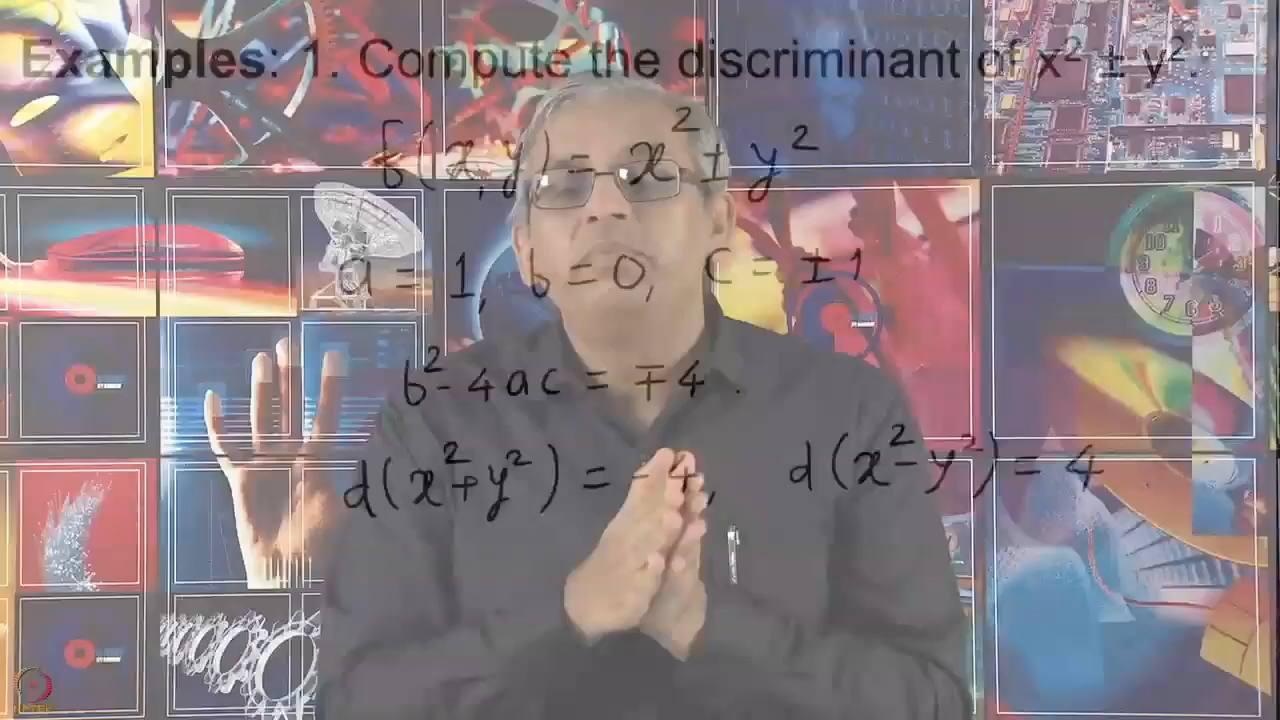 Examples: 1. Compute the discriminant of x² ± y².
f(x,y) = x² ± y²
a = 1, b = 0, c = ±1
b² - 4ac = ∓4.
d(x²+y²) = -4, d(x²-y²) = 4
NPTEL